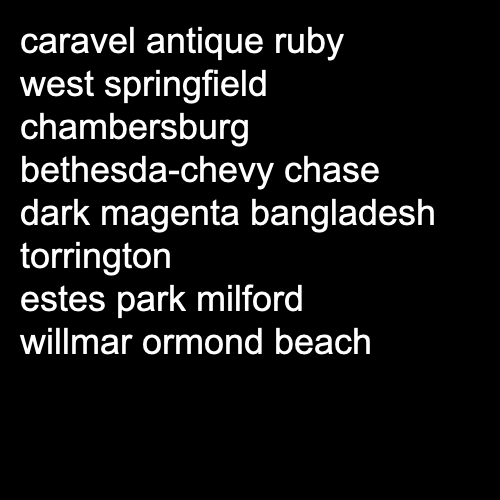 caravel antique ruby
west springfield
chambersburg
bethesda-chevy chase
dark magenta bangladesh
torrington
estes park milford
willmar ormond beach